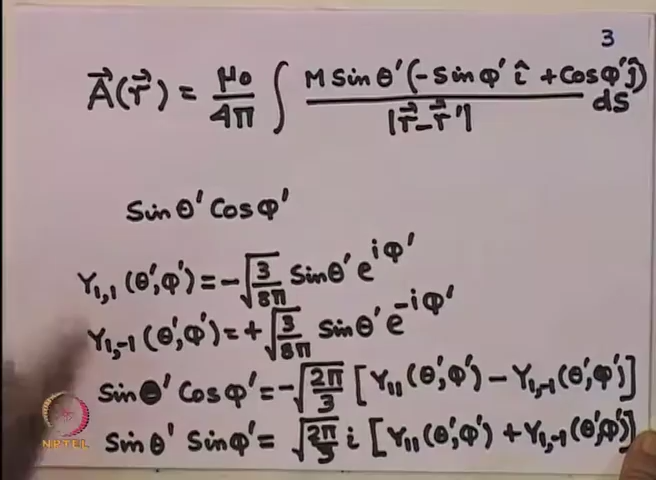 3
A⃗(r⃗) = μ₀/4π ∫ M Sinθ′(-Sinφ′ î + Cosφ′ ĵ)/|r⃗-r⃗′| dS
Sinθ′ Cosφ′
Y₁,₁(θ′,φ′) = -√(3/8π) Sinθ′ e^{iφ′}
Y₁,₋₁(θ′,φ′) = +√(3/8π) Sinθ′ e^{-iφ′}
Sinθ′ Cosφ′ = -√(2π/3) [Y₁₁(θ′,φ′) - Y₁,₋₁(θ′,φ′)]
Sinθ′ Sinφ′ = √(2π/3) i [Y₁₁(θ′,φ′) + Y₁,₋₁(θ′,φ′)]
NPTEL